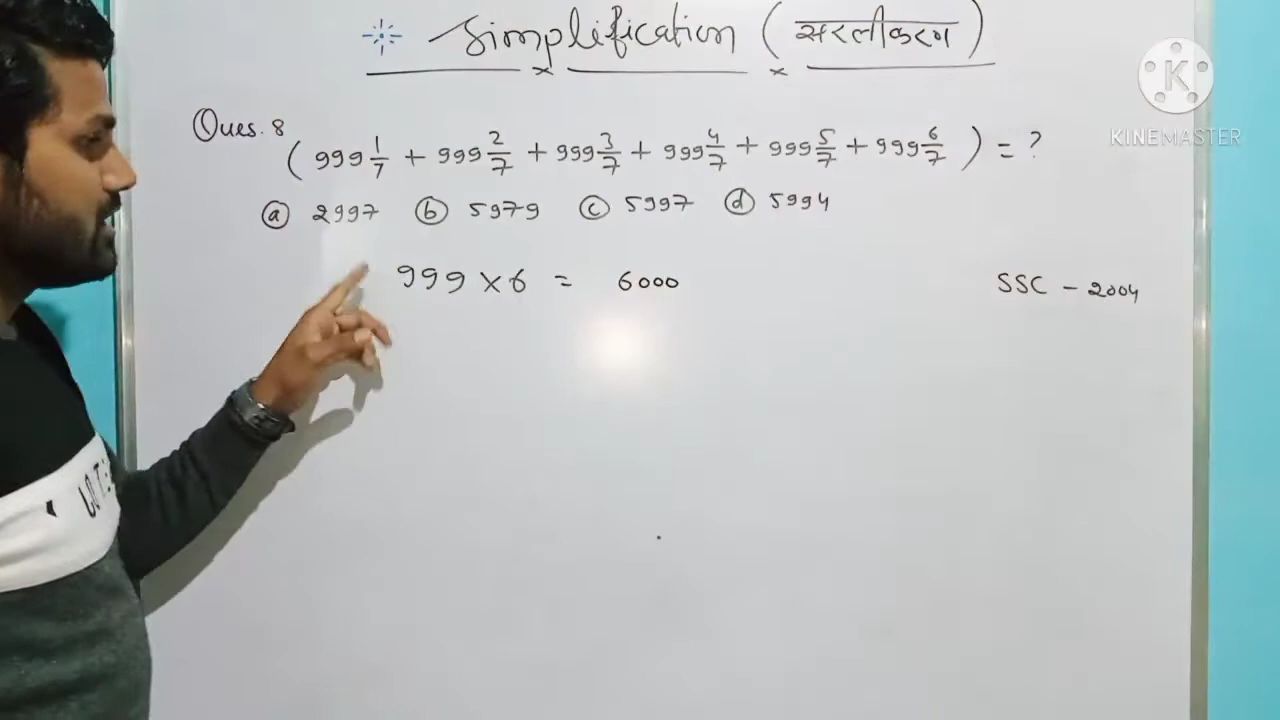 Simplification (सरलीकरण)
Ques. 8
(999 1/7 + 999 2/7 + 999 3/7 + 999 4/7 + 999 5/7 + 999 6/7) = ?
(a) 2997 (b) 5979 (c) 5997 (d) 5994
999 × 6 = 6000
SSC - 2004
K
KINEMASTER